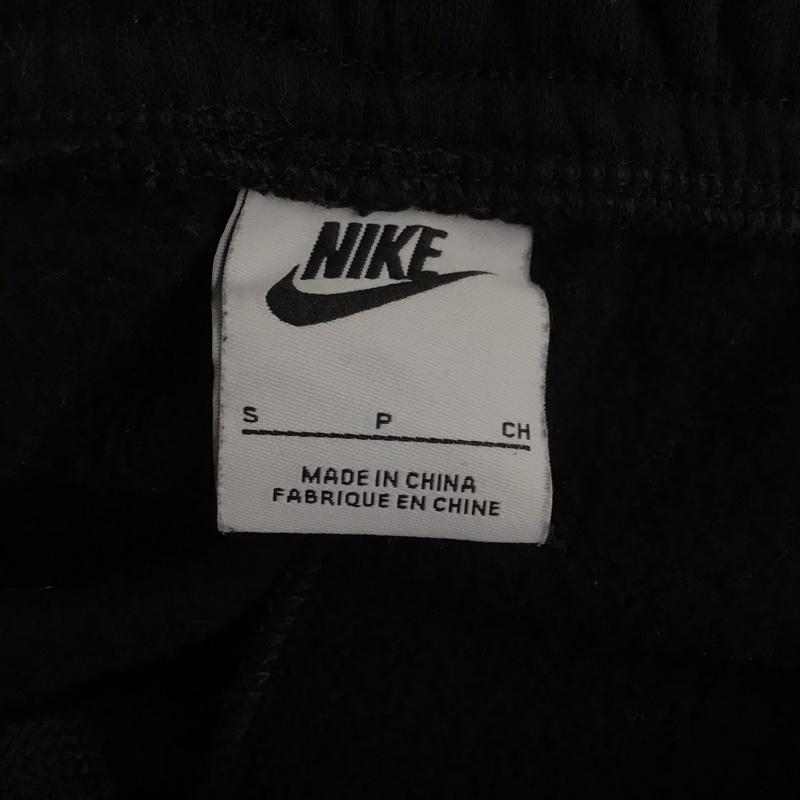 NIKE
S P CH
MADE IN CHINA
FABRIQUE EN CHINE